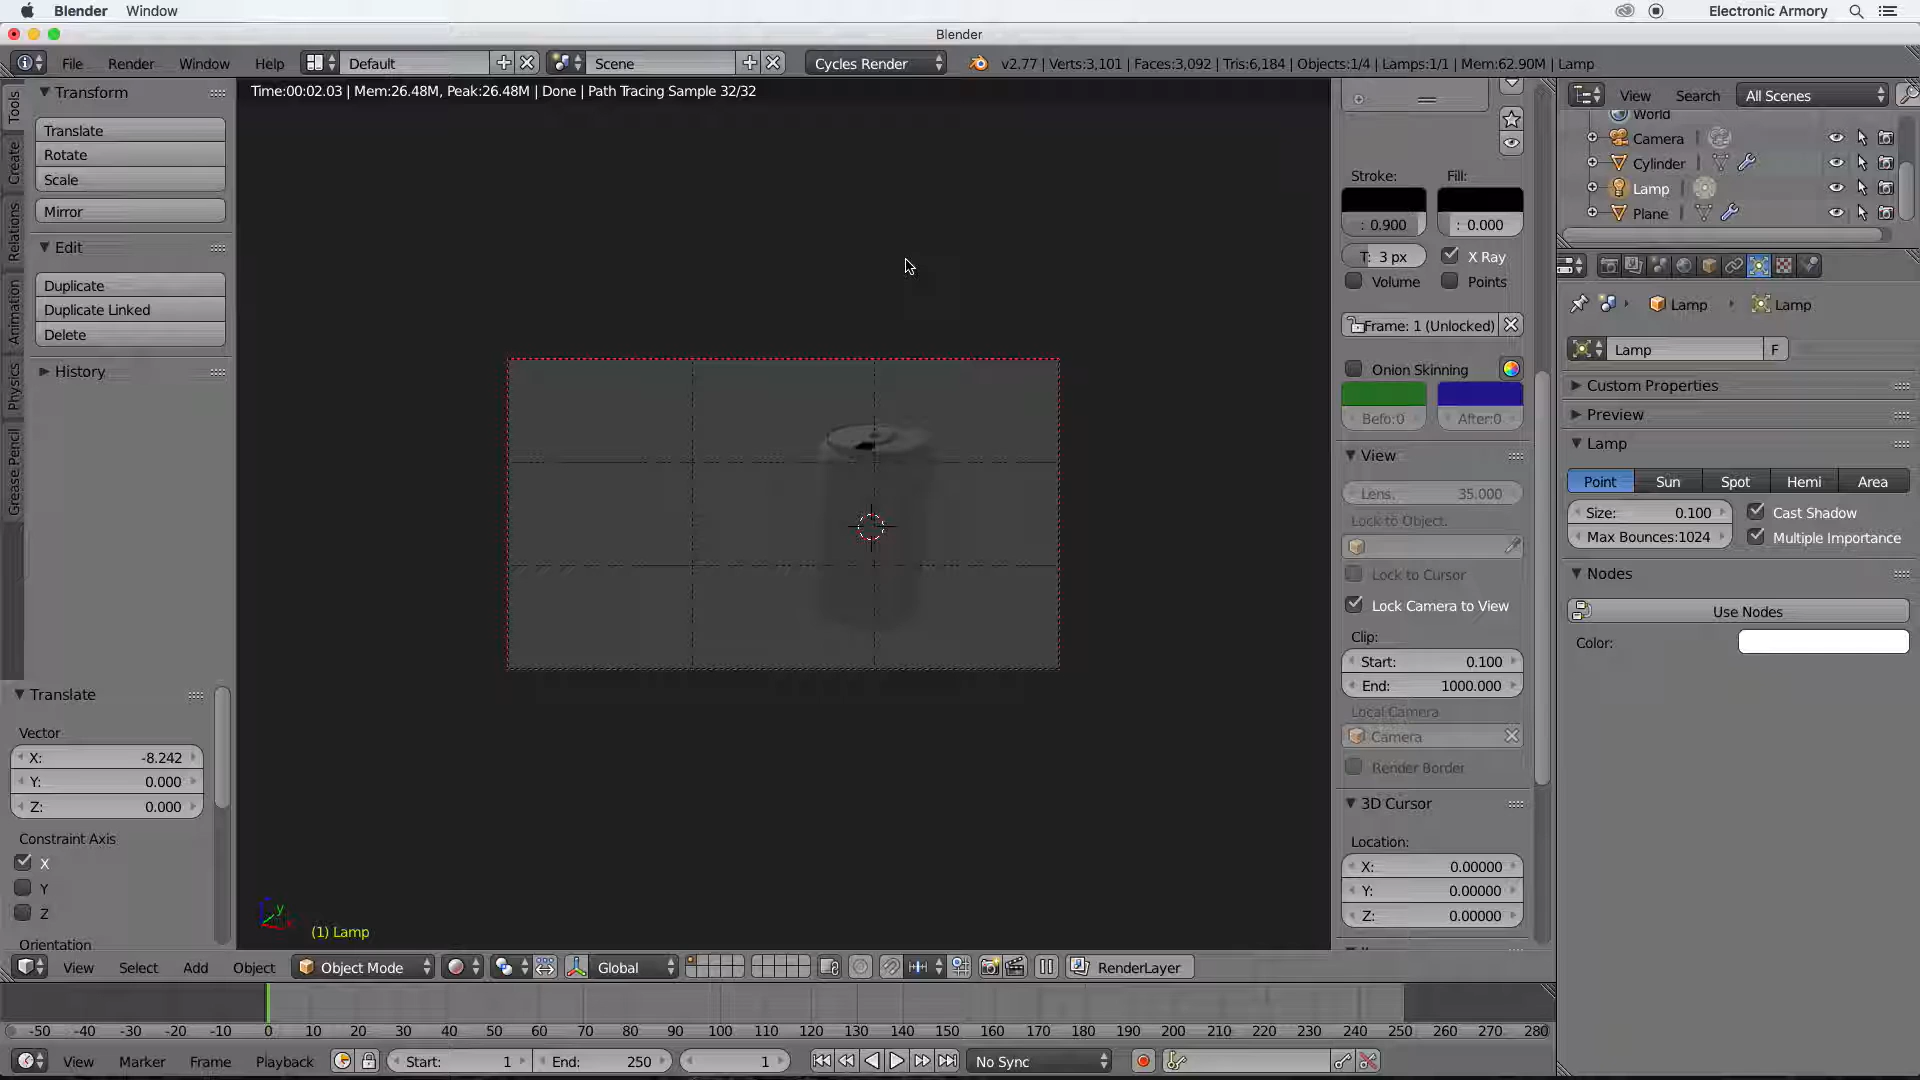 Blender Window Electronic Armory
Blender
File Render Window Help Default Scene Cycles Render v2.77 | Verts:3,101 | Faces:3,092 | Tris:6,184 | Objects:1/4 | Lamps:1/1 | Mem:62.90M | Lamp
Time:00:02.03 | Mem:26.48M, Peak:26.48M | Done | Path Tracing Sample 32/32
Tools
Create
Relations
Animation
Physics
Grease Pencil
Transform
Translate
Rotate
Scale
Mirror
Edit
Duplicate
Duplicate Linked
Delete
History
Translate
Vector
X: -8.242
Y: 0.000
Z: 0.000
Constraint Axis
X
Y
Z
Orientation
y
(1) Lamp
Stroke: Fill:
: 0.900 : 0.000
T: 3 px X Ray
Volume Points
Frame: 1 (Unlocked)
Onion Skinning
Befo:0 After:0
View
Lens. 35.000
Lock to Object.
Lock to Cursor
Lock Camera to View
Clip:
Start: 0.100
End: 1000.000
Local Camera
Camera
Render Border
3D Cursor
Location:
X: 0.00000
Y: 0.00000
Z: 0.00000
View Search All Scenes
World
Camera
Cylinder
Lamp
Plane
Lamp Lamp
Lamp F
Custom Properties
Preview
Lamp
Point Sun Spot Hemi Area
Size: 0.100 Cast Shadow
Max Bounces:1024 Multiple Importance
Nodes
Use Nodes
Color:
View Select Add Object Object Mode Global RenderLayer
-50 -40 -30 -20 -10 0 10 20 30 40 50 60 70 80 90 100 110 120 130 140 150 160 170 180 190 200 210 220 230 240 250 260 270 280
View Marker Frame Playback Start: 1 End: 250 1 No Sync